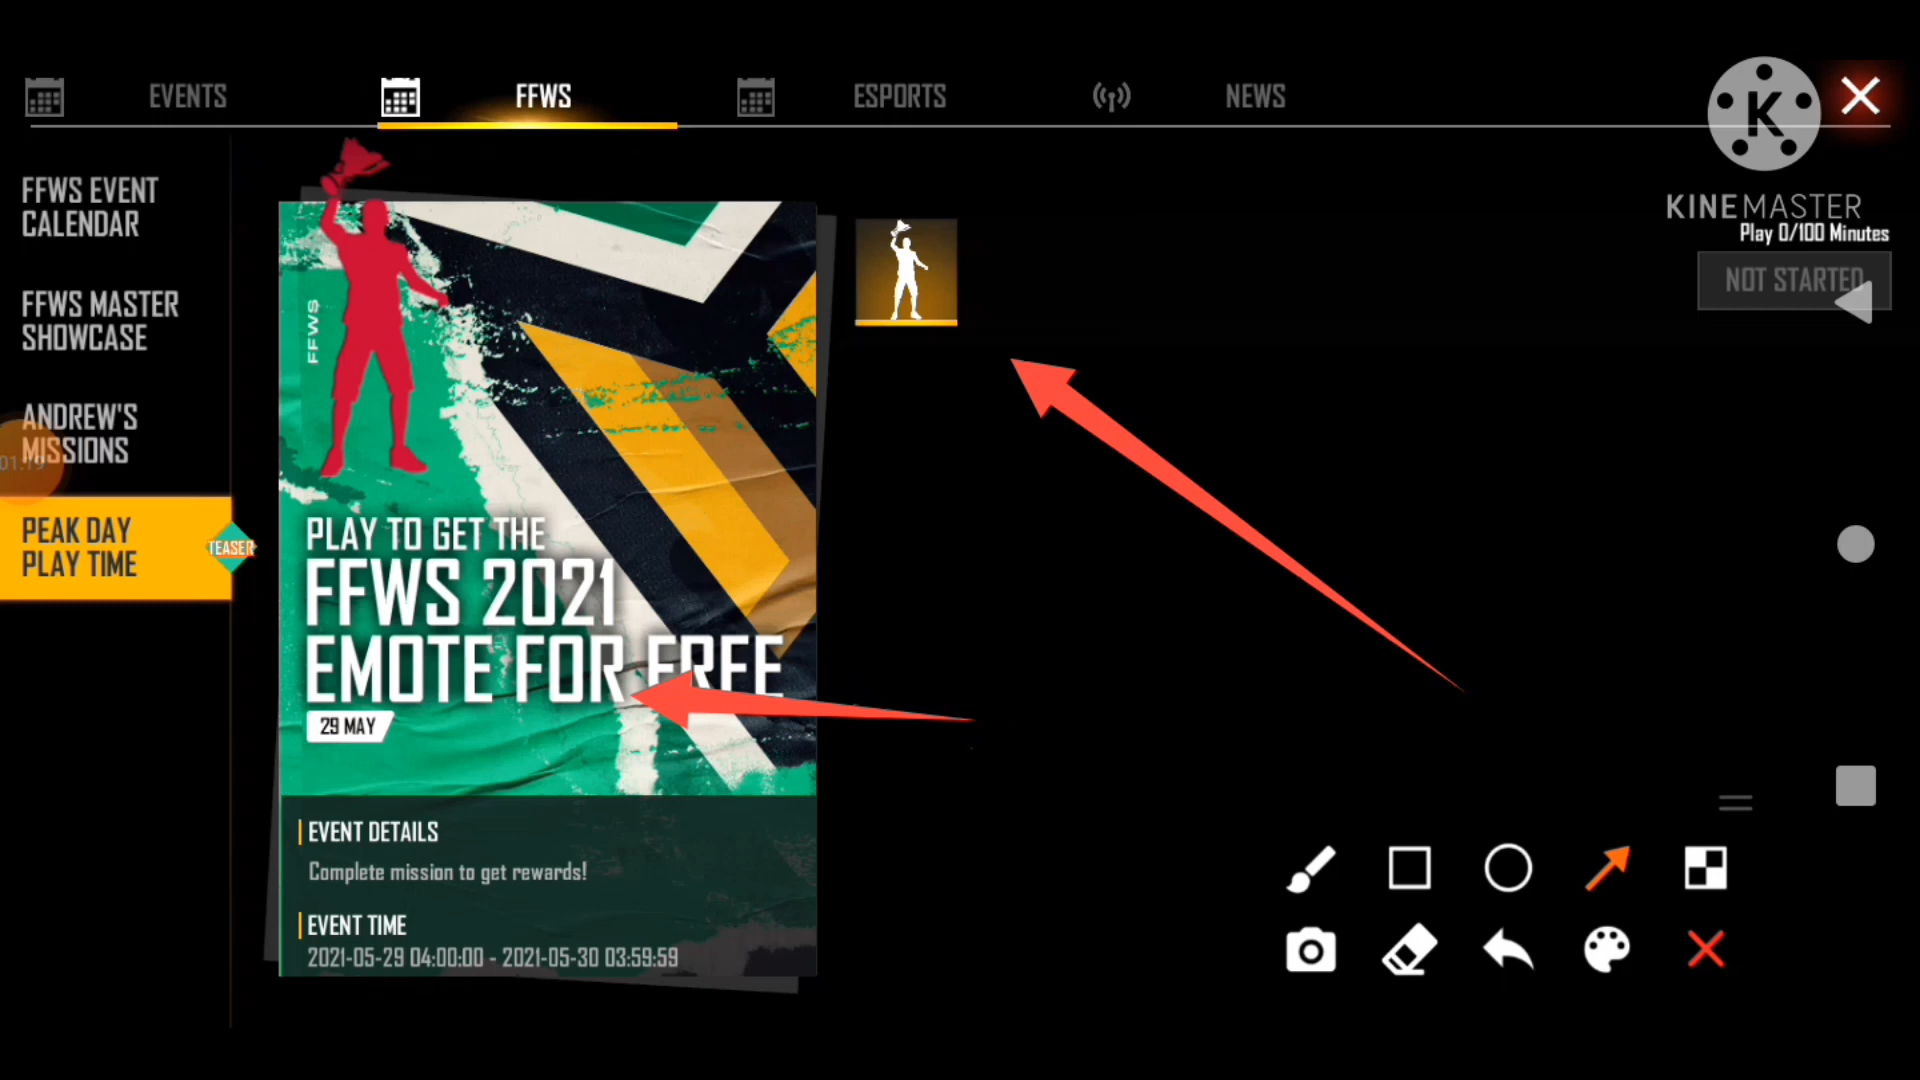 EVENTS
FFWS
ESPORTS
NEWS
K
KINEMASTER
Play 0/100 Minutes
NOT STARTED
FFWS EVENT
CALENDAR
FFWS MASTER
SHOWCASE
ANDREW'S
MISSIONS
01:19
PEAK DAY
PLAY TIME
TEASER
FFWS
PLAY TO GET THE
FFWS 2021
EMOTE FOR FREE
29 MAY
EVENT DETAILS
Complete mission to get rewards!
EVENT TIME
2021-05-29 04:00:00 - 2021-05-30 03:59:59